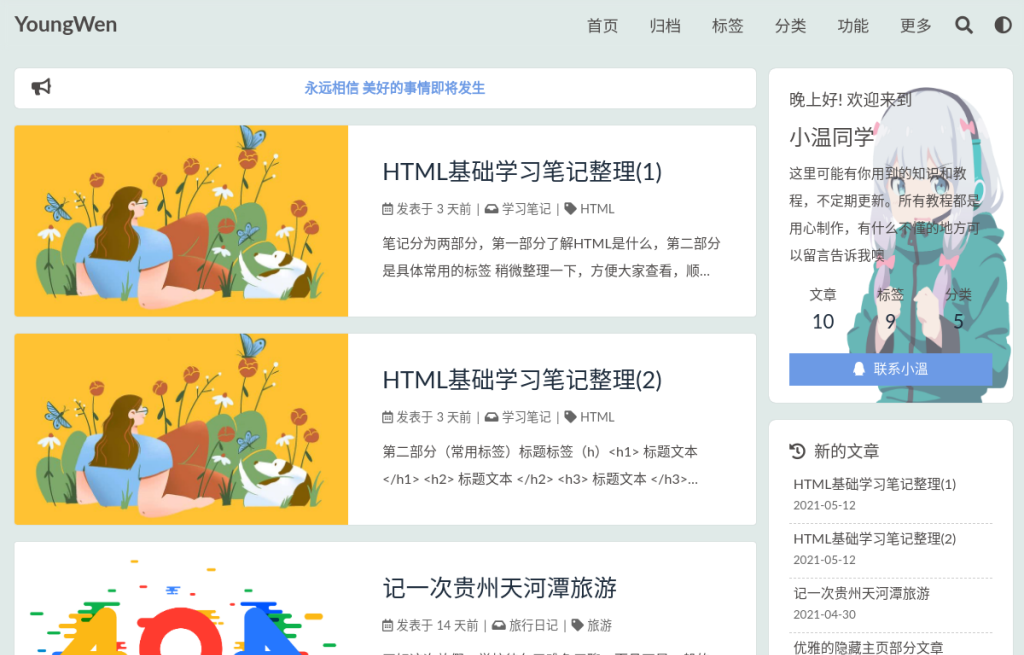 YoungWen
首页 归档 标签 分类 功能 更多
永远相信 美好的事情即将发生
HTML基础学习笔记整理(1)
发表于 3 天前 | 学习笔记 | HTML
笔记分为两部分，第一部分了解HTML是什么，第二部分
是具体常用的标签 稍微整理一下，方便大家查看，顺...
HTML基础学习笔记整理(2)
发表于 3 天前 | 学习笔记 | HTML
第二部分（常用标签）标题标签（h）<h1> 标题文本
</h1> <h2> 标题文本 </h2> <h3> 标题文本 </h3>...
记一次贵州天河潭旅游
发表于 14 天前 | 旅行日记 | 旅游
晚上好! 欢迎来到
小温同学
这里可能有你用到的知识和教
程，不定期更新。所有教程都是
用心制作，有什么不懂的地方可
以留言告诉我噢
文章 标签 分类
10 9 5
联系小温
新的文章
HTML基础学习笔记整理(1)
2021-05-12
HTML基础学习笔记整理(2)
2021-05-12
记一次贵州天河潭旅游
2021-04-30
优雅的隐藏主页部分文章